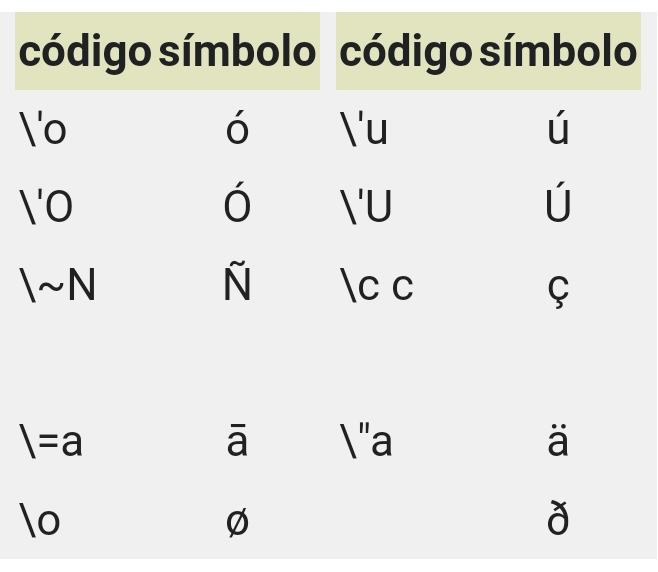 código símbolo código símbolo
\'o ó \'u ú
\'O Ó \'U Ú
\~N Ñ \c c ç
\=a ā \"a ä
\o ø ð